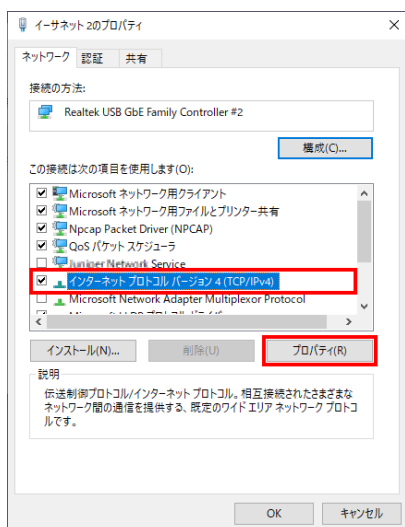 イーサネット 2のプロパティ
ネットワーク 認証 共有
接続の方法:
Realtek USB GbE Family Controller #2
構成(C)...
この接続は次の項目を使用します(O):
Microsoft ネットワーク用クライアント
Microsoft ネットワーク用ファイルとプリンター共有
Npcap Packet Driver (NPCAP)
QoS パケット スケジューラ
Juniper Network Service
インターネット プロトコル バージョン 4 (TCP/IPv4)
Microsoft Network Adapter Multiplexor Protocol
インストール(N)... 削除(U) プロパティ(R)
説明
伝送制御プロトコル/インターネット プロトコル。相互接続されたさまざまな
ネットワーク間の通信を提供する、既定のワイド エリア ネットワーク プロトコ
ルです。
OK キャンセル